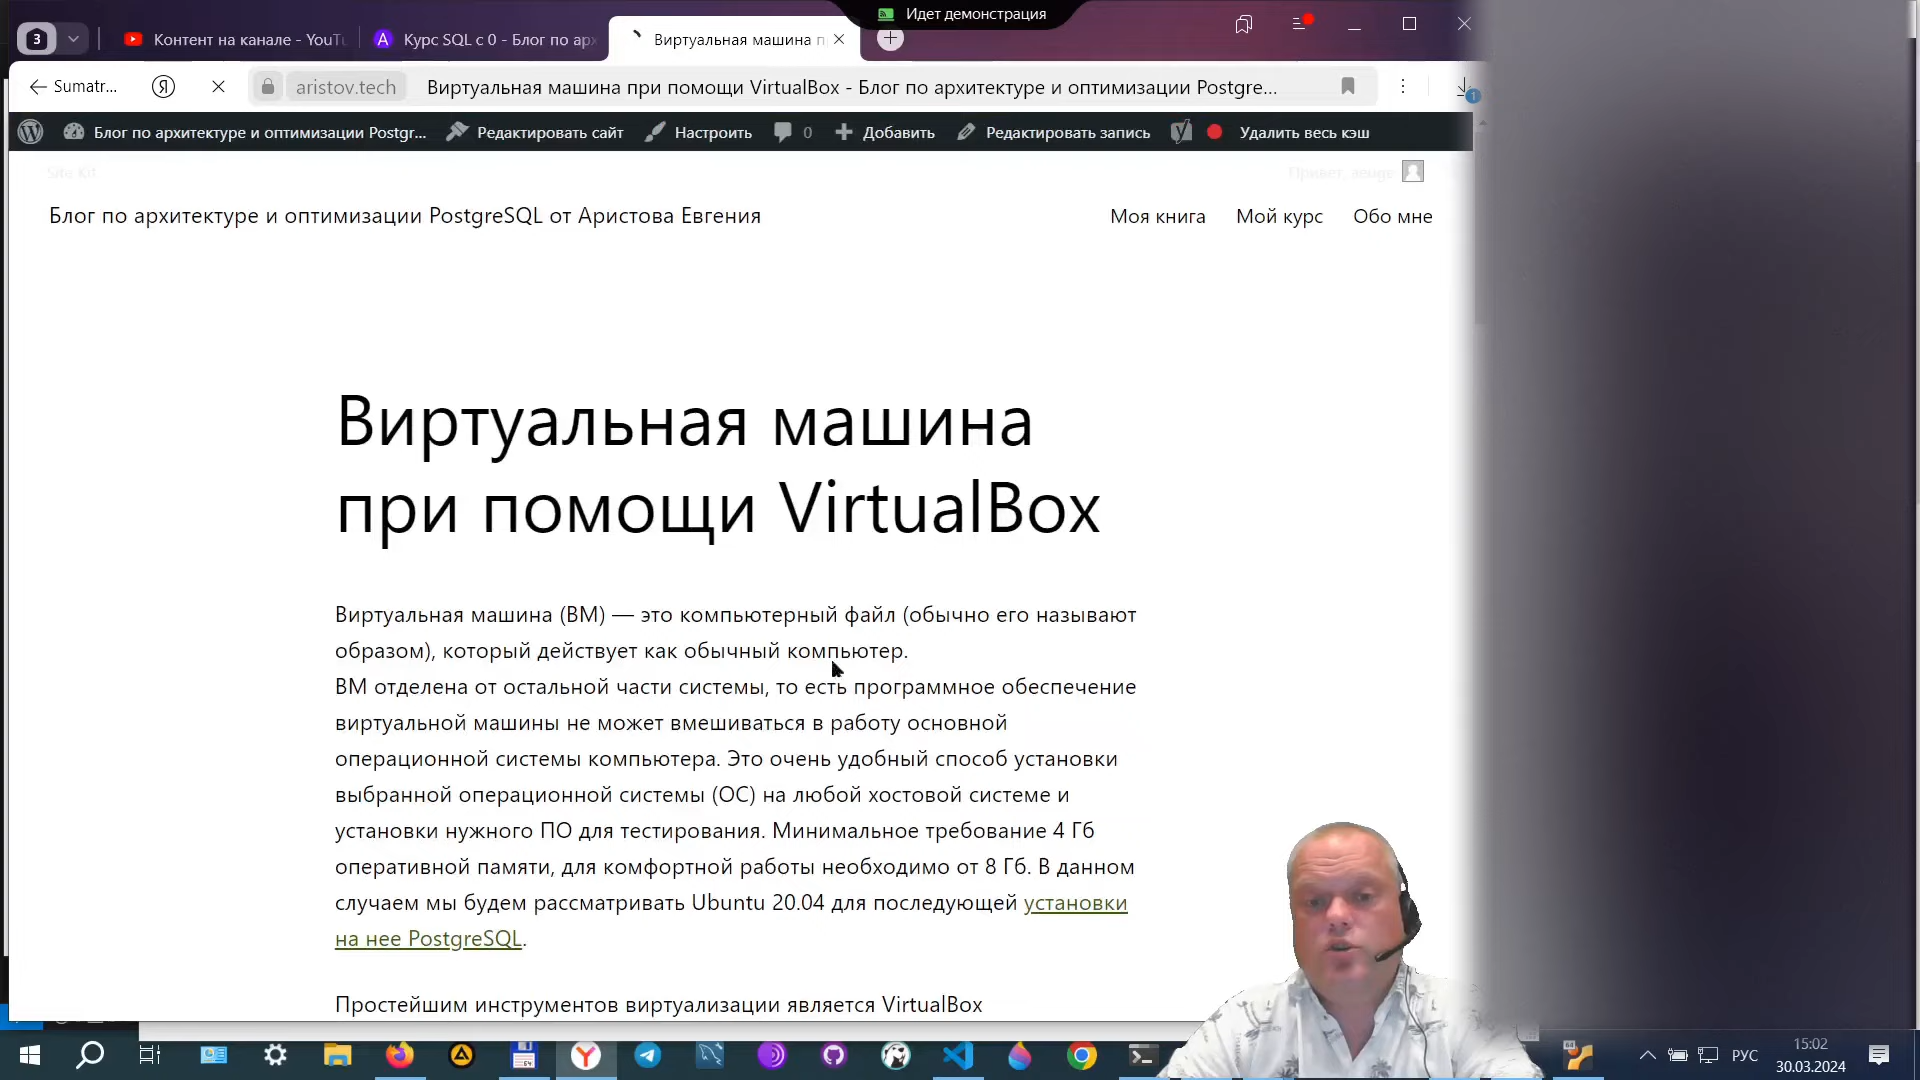 Идет демонстрация
3
Контент на канале - YouTu
Курс SQL с 0 - Блог по арх
Виртуальная машина п
Sumatr...
Я
aristov.tech
Виртуальная машина при помощи VirtualBox - Блог по архитектуре и оптимизации Postgre...
1
Блог по архитектуре и оптимизации Postgr...
Редактировать сайт
Настроить
0
Добавить
Редактировать запись
Удалить весь кэш
Site Kit
Привет, aeuge
Блог по архитектуре и оптимизации PostgreSQL от Аристова Евгения
Моя книга
Мой курс
Обо мне
Виртуальная машина
при помощи VirtualBox
Виртуальная машина (ВМ) — это компьютерный файл (обычно его называют
образом), который действует как обычный компьютер.
ВМ отделена от остальной части системы, то есть программное обеспечение
виртуальной машины не может вмешиваться в работу основной
операционной системы компьютера. Это очень удобный способ установки
выбранной операционной системы (ОС) на любой хостовой системе и
установки нужного ПО для тестирования. Минимальное требование 4 Гб
оперативной памяти, для комфортной работы необходимо от 8 Гб. В данном
случаем мы будем рассматривать Ubuntu 20.04 для последующей установки
на нее PostgreSQL.
Простейшим инструментов виртуализации является VirtualBox
РУС
15:02
30.03.2024